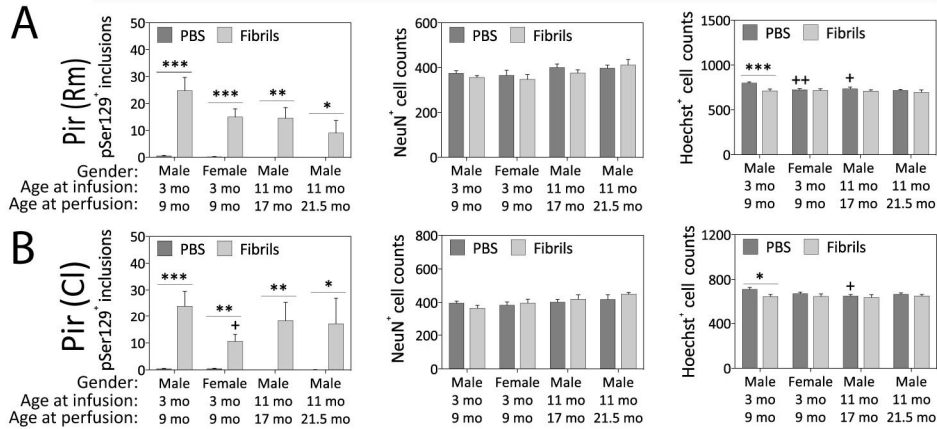 A
Pir (Rm)
pSer129+ inclusions
50
40
30
20
10
0
PBS Fibrils
*** *** ** *
Gender: Male Female Male Male
Age at infusion: 3 mo 3 mo 11 mo 11 mo
Age at perfusion: 9 mo 9 mo 17 mo 21.5 mo
NeuN+ cell counts
600
400
200
0
PBS Fibrils
Male Female Male Male
3 mo 3 mo 11 mo 11 mo
9 mo 9 mo 17 mo 21.5 mo
Hoechst+ cell counts
1500
1000
500
0
PBS Fibrils
*** ++ +
Male Female Male Male
3 mo 3 mo 11 mo 11 mo
9 mo 9 mo 17 mo 21.5 mo
B
Pir (Cl)
pSer129+ inclusions
50
40
30
20
10
0
PBS Fibrils
*** ** + ** *
Gender: Male Female Male Male
Age at infusion: 3 mo 3 mo 11 mo 11 mo
Age at perfusion: 9 mo 9 mo 17 mo 21.5 mo
NeuN+ cell counts
800
600
400
200
0
PBS Fibrils
Male Female Male Male
3 mo 3 mo 11 mo 11 mo
9 mo 9 mo 17 mo 21.5 mo
Hoechst+ cell counts
1200
800
400
0
PBS Fibrils
* +
Male Female Male Male
3 mo 3 mo 11 mo 11 mo
9 mo 9 mo 17 mo 21.5 mo